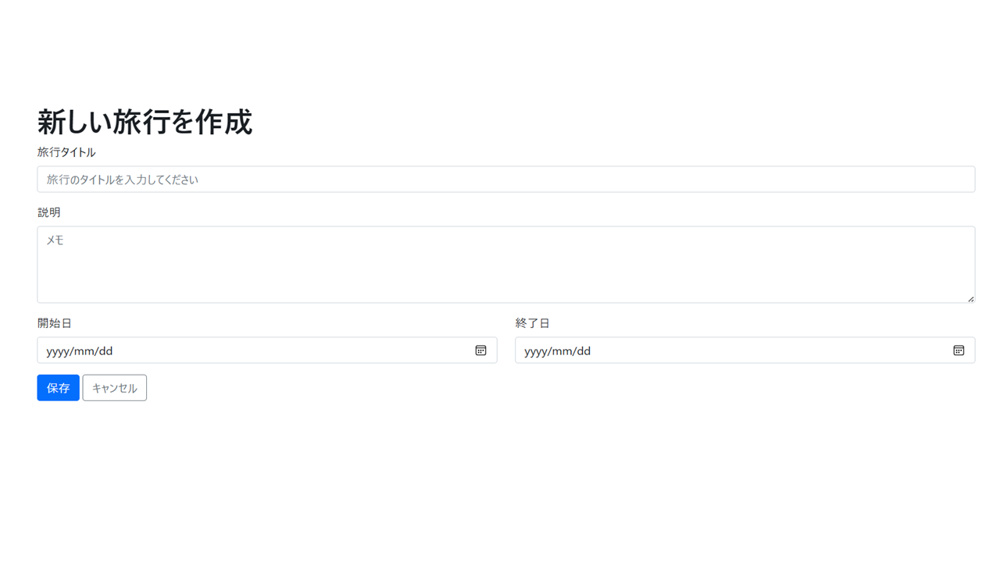 新しい旅行を作成
旅行タイトル
旅行のタイトルを入力してください
説明
メモ
開始日
終了日
yyyy/mm/dd
yyyy/mm/dd
保存
キャンセル